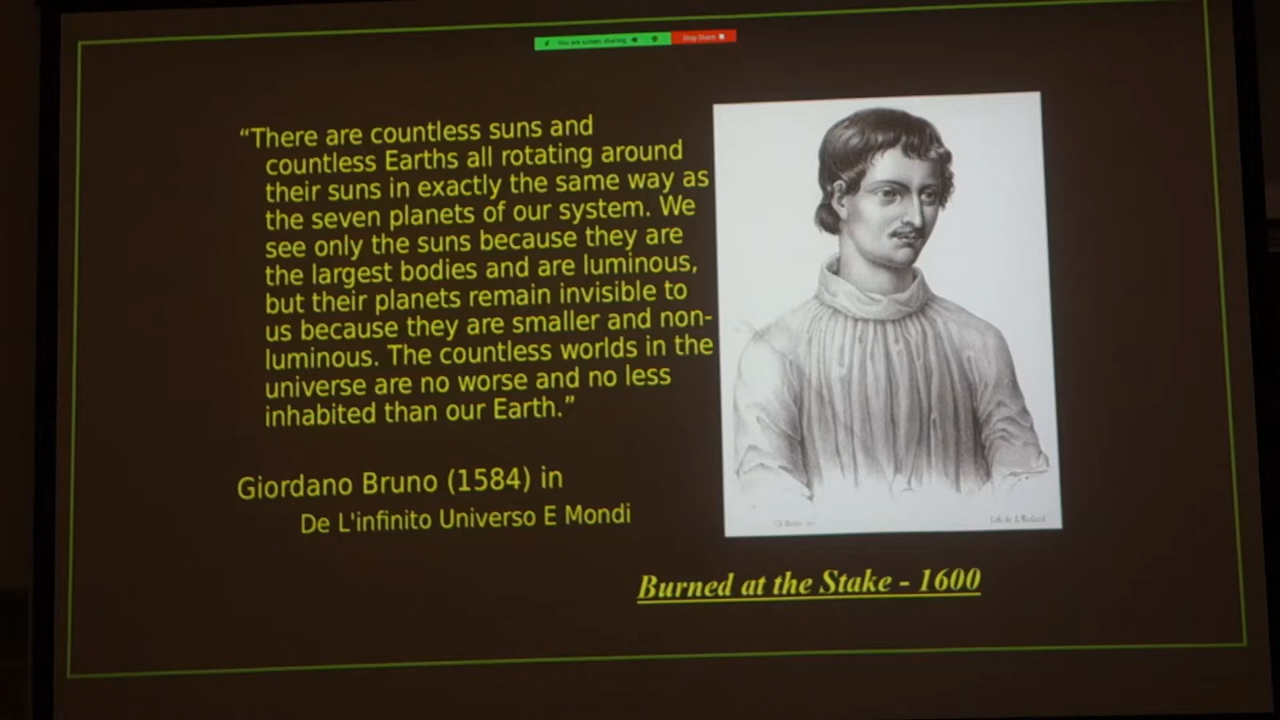 You are screen sharing
Stop Share
“There are countless suns and
countless Earths all rotating around
their suns in exactly the same way as
the seven planets of our system. We
see only the suns because they are
the largest bodies and are luminous,
but their planets remain invisible to
us because they are smaller and non-
luminous. The countless worlds in the
universe are no worse and no less
inhabited than our Earth.”
Giordano Bruno (1584) in
De L'infinito Universo E Mondi
Burned at the Stake - 1600